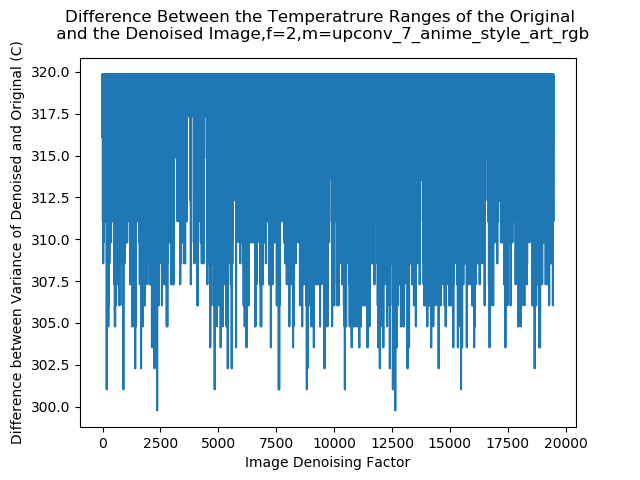 Difference Between the Temperatrure Ranges of the Original
and the Denoised Image,f=2,m=upconv_7_anime_style_art_rgb
Difference between Variance of Denoised and Original (C)
320.0
317.5
315.0
312.5
310.0
307.5
305.0
302.5
300.0
0 2500 5000 7500 10000 12500 15000 17500 20000
Image Denoising Factor